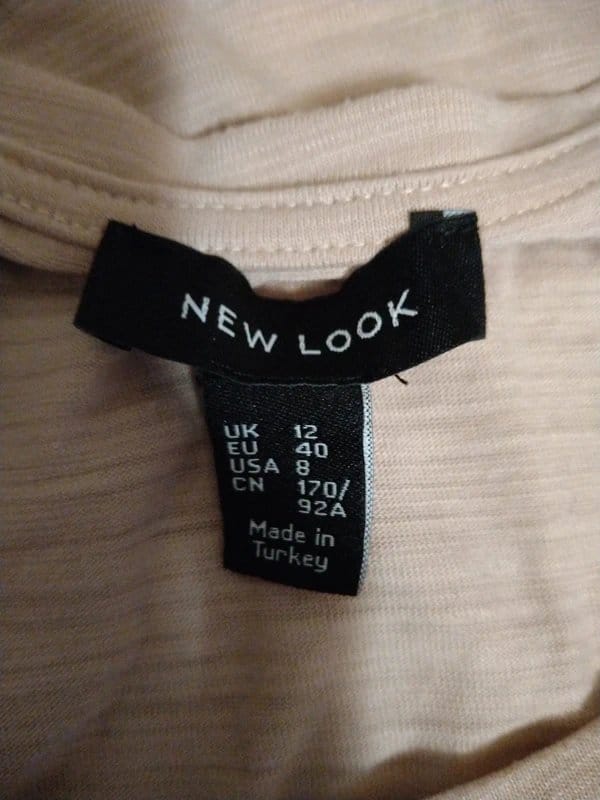 NEW LOOK
UK 12
EU 40
USA 8
CN 170/
92A
Made in
Turkey